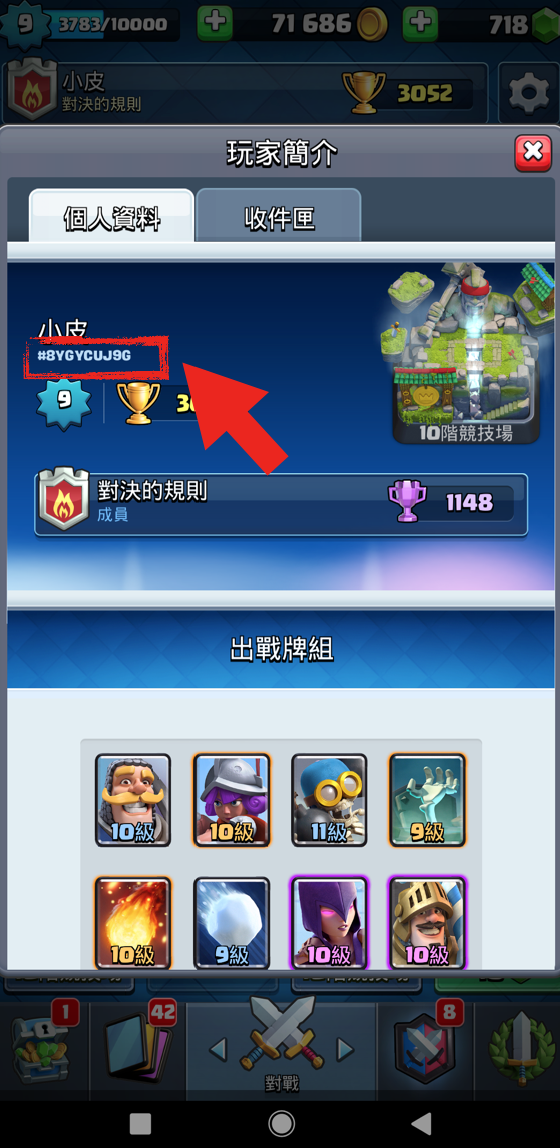 9 3783/10000 71 686 718
小皮
對決的規則
3052
玩家簡介
個人資料 收件匣
小皮
#8YGYCUJ9G
9
10階競技場
對決的規則
成員
1148
出戰牌組
10級 10級 11級 9級
10級 9級 10級 10級
1 42 8
對戰